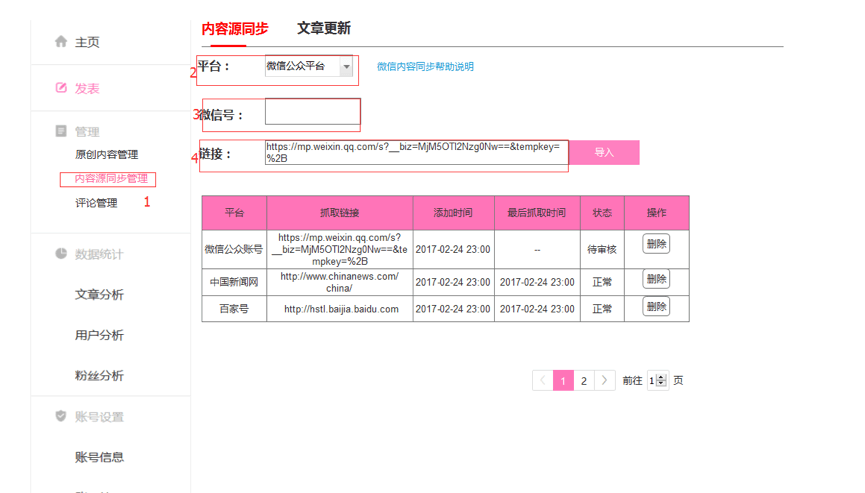 主页
发表
管理
原创内容管理
内容源同步管理
评论管理 1
数据统计
文章分析
用户分析
粉丝分析
账号设置
账号信息
内容源同步 文章更新
2 平台： 微信公众平台 微信内容同步帮助说明
3 微信号：
4 链接： https://mp.weixin.qq.com/s?__biz=MjM5OTI2Nzg0Nw==&tempkey=
%2B
导入
平台 抓取链接 添加时间 最后抓取时间 状态 操作
微信公众账号 https://mp.weixin.qq.com/s?
__biz=MjM5OTI2Nzg0Nw==&te
mpkey=%2B
2017-02-24 23:00 -- 待审核 删除
中国新闻网 http://www.chinanews.com/
china/
2017-02-24 23:00 2017-02-24 23:00 正常 删除
百家号 http://hstl.baijia.baidu.com 2017-02-24 23:00 2017-02-24 23:00 正常 删除
1 2 前往 1 页